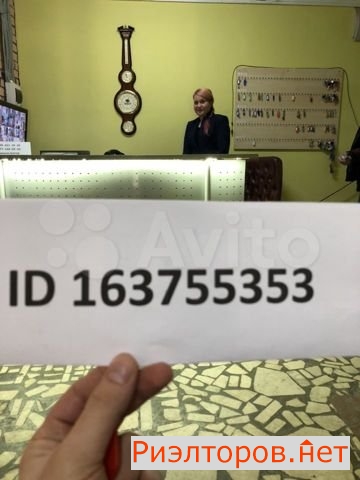 Avito
ID 163755353
Риэлторов.нет